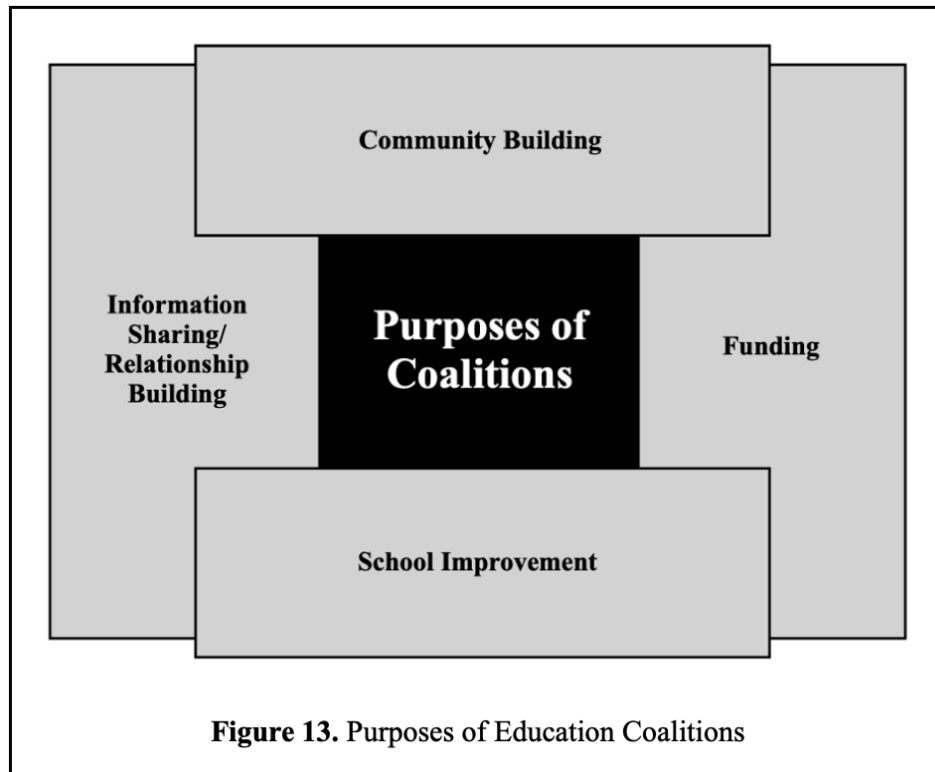 Community Building
Information
Sharing/
Relationship
Building
Purposes of
Coalitions
Funding
School Improvement
Figure 13. Purposes of Education Coalitions